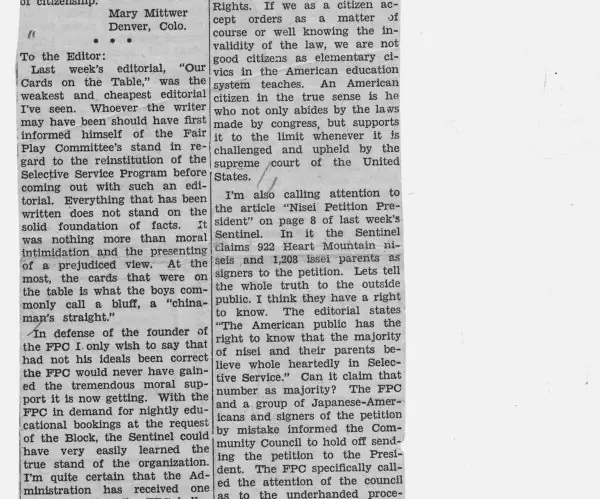 of citizenship.
Mary Mittwer
Denver, Colo.
* * *
To the Editor:
Last week's editorial, "Our
Cards on the Table," was the
weakest and cheapest editorial
I've seen. Whoever the writer
may have been should have first
informed himself of the Fair
Play Committee's stand in re-
gard to the reinstitution of the
Selective Service Program before
coming out with such an edi-
torial. Everything that has been
written does not stand on the
solid foundation of facts. It
was nothing more than moral
intimidation and the presenting
of a prejudiced view. At the
most, the cards that were on
the table is what the boys com-
monly call a bluff, a "china-
man's straight."
In defense of the founder of
the FPC I only wish to say that
had not his ideals been correct
the FPC would never have gain-
ed the tremendous moral sup-
port it is now getting. With the
FPC in demand for nightly edu-
cational bookings at the request
of the Block, the Sentinel could
have very easily learned the
true stand of the organization.
I'm quite certain that the Ad-
ministration has received one
Rights. If we as a citizen ac-
cept orders as a matter of
course or well knowing the in-
validity of the law, we are not
good citizens as elementary ci-
vics in the American education
system teaches. An American
citizen in the true sense is he
who not only abides by the laws
made by congress, but supports
it to the limit whenever it is
challenged and upheld by the
supreme court of the United
States.
I'm also calling attention to
the article "Nisei Petition Pre-
sident" on page 8 of last week's
Sentinel. In it the Sentinel
claims 922 Heart Mountain ni-
seis and 1,208 issei parents as
signers to the petition. Lets tell
the whole truth to the outside
public. I think they have a right
to know. The editorial states
"The American public has the
right to know that the majority
of nisei and their parents be-
lieve whole heartedly in Selec-
tive Service." Can it claim that
number as majority? The FPC
and a group of Japanese-Amer-
icans and signers of the petition
by mistake informed the Com-
munity Council to hold off send-
ing the petition to the Presi-
dent. The FPC specifically call-
ed the attention of the council
as to the underhanded proce-